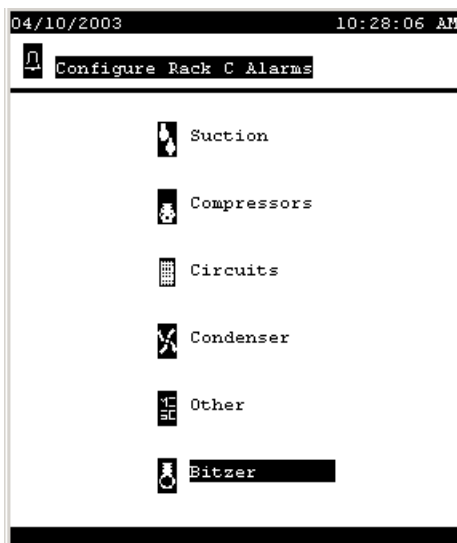 04/10/2003 10:28:06 AM
Configure Rack C Alarms
Suction
Compressors
Circuits
Condenser
Other
Bitzer